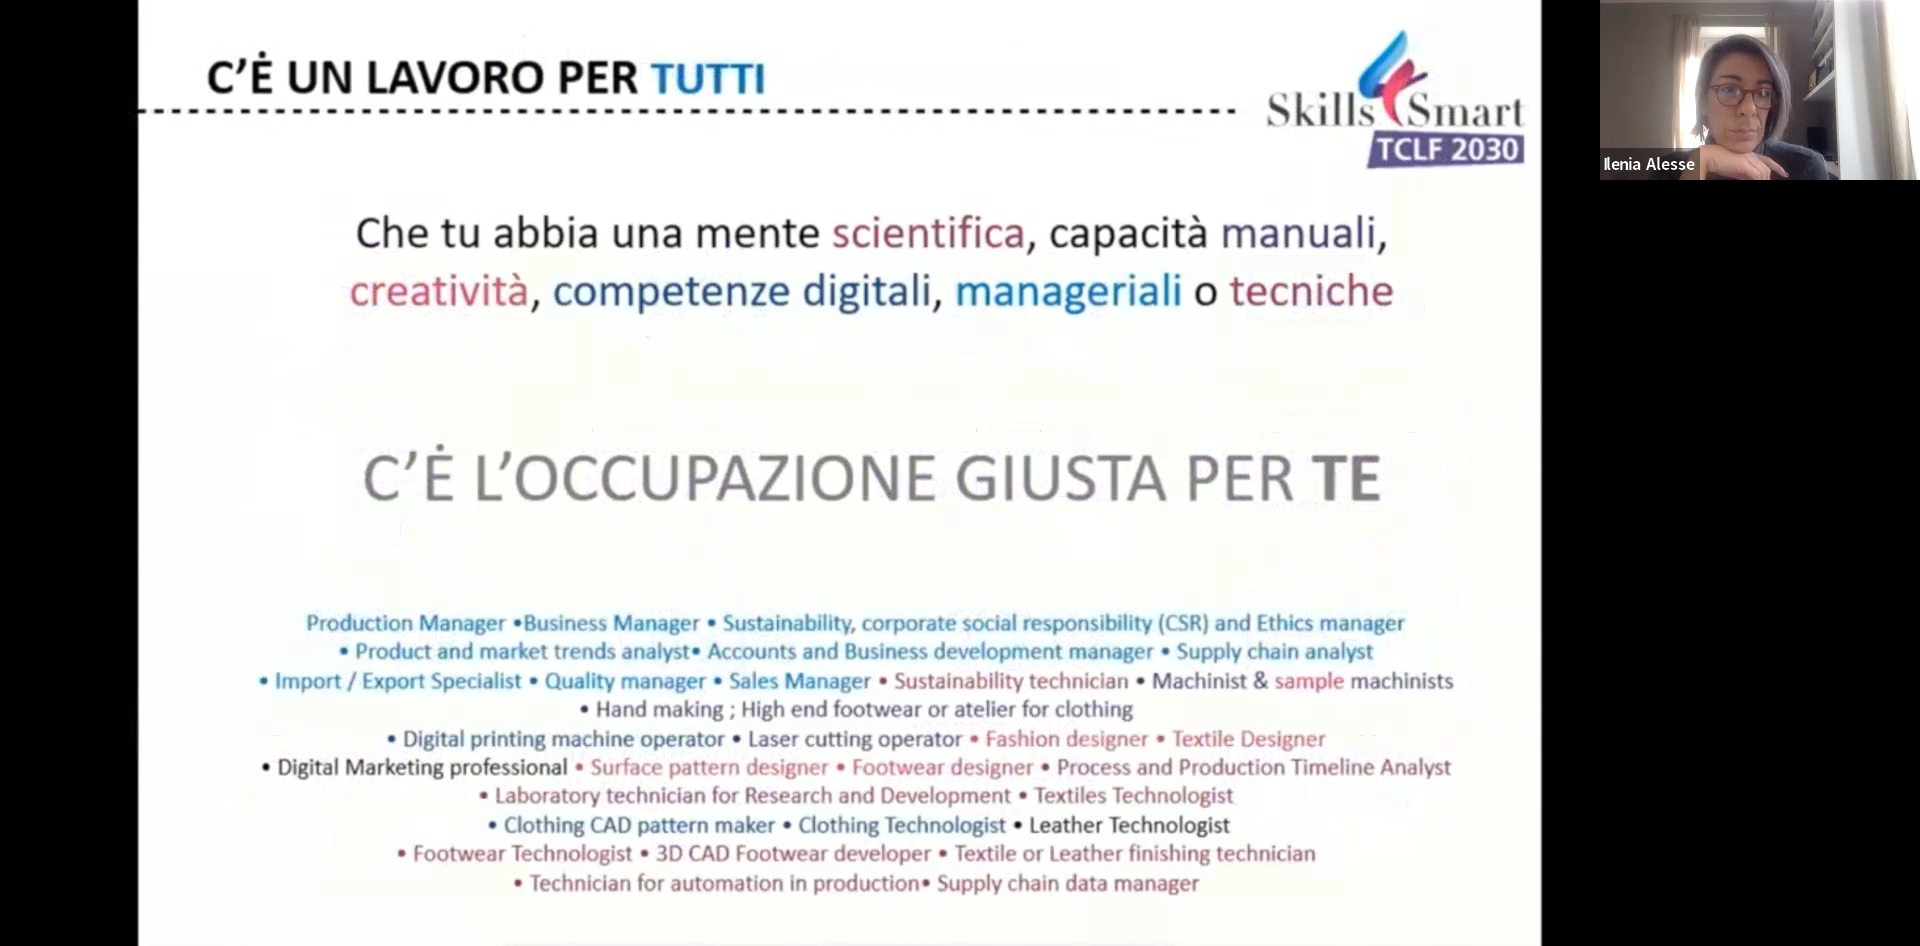 C'Ė UN LAVORO PER TUTTI
Skills Smart
TCLF 2030
Ilenia Alesse
Che tu abbia una mente scientifica, capacità manuali,
creatività, competenze digitali, manageriali o tecniche
C'Ė L'OCCUPAZIONE GIUSTA PER TE
Production Manager •Business Manager • Sustainability, corporate social responsibility (CSR) and Ethics manager
• Product and market trends analyst• Accounts and Business development manager • Supply chain analyst
• Import / Export Specialist • Quality manager • Sales Manager • Sustainability technician • Machinist & sample machinists
• Hand making ; High end footwear or atelier for clothing
• Digital printing machine operator • Laser cutting operator • Fashion designer • Textile Designer
• Digital Marketing professional • Surface pattern designer • Footwear designer • Process and Production Timeline Analyst
• Laboratory technician for Research and Development • Textiles Technologist
• Clothing CAD pattern maker • Clothing Technologist • Leather Technologist
• Footwear Technologist • 3D CAD Footwear developer • Textile or Leather finishing technician
• Technician for automation in production• Supply chain data manager